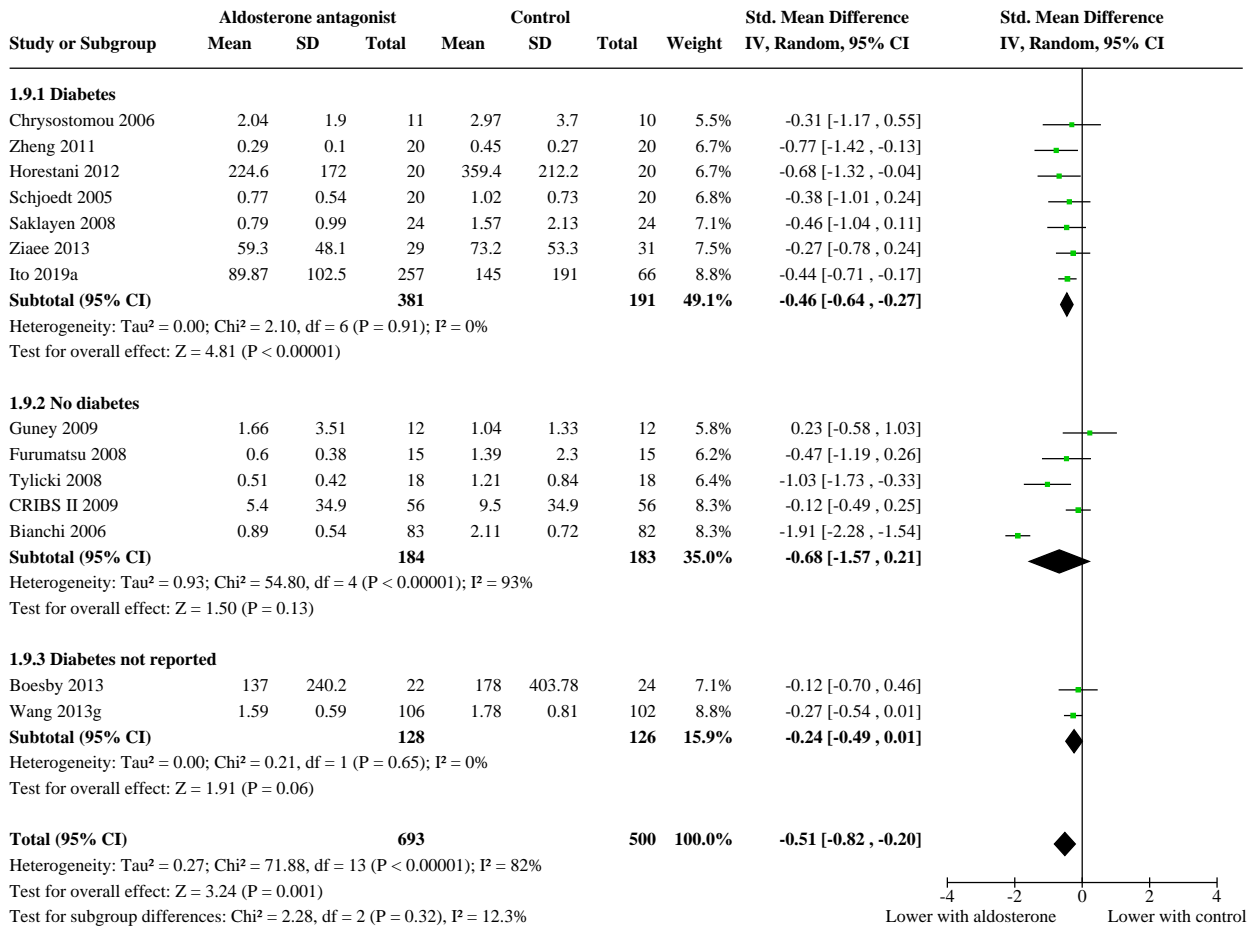 Aldosterone antagonist Control Std. Mean Difference Std. Mean Difference
Study or Subgroup Mean SD Total Mean SD Total Weight IV, Random, 95% CI IV, Random, 95% CI
1.9.1 Diabetes
Chrysostomou 2006 2.04 1.9 11 2.97 3.7 10 5.5% -0.31 [-1.17 , 0.55]
Zheng 2011 0.29 0.1 20 0.45 0.27 20 6.7% -0.77 [-1.42 , -0.13]
Horestani 2012 224.6 172 20 359.4 212.2 20 6.7% -0.68 [-1.32 , -0.04]
Schjoedt 2005 0.77 0.54 20 1.02 0.73 20 6.8% -0.38 [-1.01 , 0.24]
Saklayen 2008 0.79 0.99 24 1.57 2.13 24 7.1% -0.46 [-1.04 , 0.11]
Ziaee 2013 59.3 48.1 29 73.2 53.3 31 7.5% -0.27 [-0.78 , 0.24]
Ito 2019a 89.87 102.5 257 145 191 66 8.8% -0.44 [-0.71 , -0.17]
Subtotal (95% CI) 381 191 49.1% -0.46 [-0.64 , -0.27]
Heterogeneity: Tau² = 0.00; Chi² = 2.10, df = 6 (P = 0.91); I² = 0%
Test for overall effect: Z = 4.81 (P < 0.00001)
1.9.2 No diabetes
Guney 2009 1.66 3.51 12 1.04 1.33 12 5.8% 0.23 [-0.58 , 1.03]
Furumatsu 2008 0.6 0.38 15 1.39 2.3 15 6.2% -0.47 [-1.19 , 0.26]
Tylicki 2008 0.51 0.42 18 1.21 0.84 18 6.4% -1.03 [-1.73 , -0.33]
CRIBS II 2009 5.4 34.9 56 9.5 34.9 56 8.3% -0.12 [-0.49 , 0.25]
Bianchi 2006 0.89 0.54 83 2.11 0.72 82 8.3% -1.91 [-2.28 , -1.54]
Subtotal (95% CI) 184 183 35.0% -0.68 [-1.57 , 0.21]
Heterogeneity: Tau² = 0.93; Chi² = 54.80, df = 4 (P < 0.00001); I² = 93%
Test for overall effect: Z = 1.50 (P = 0.13)
1.9.3 Diabetes not reported
Boesby 2013 137 240.2 22 178 403.78 24 7.1% -0.12 [-0.70 , 0.46]
Wang 2013g 1.59 0.59 106 1.78 0.81 102 8.8% -0.27 [-0.54 , 0.01]
Subtotal (95% CI) 128 126 15.9% -0.24 [-0.49 , 0.01]
Heterogeneity: Tau² = 0.00; Chi² = 0.21, df = 1 (P = 0.65); I² = 0%
Test for overall effect: Z = 1.91 (P = 0.06)
Total (95% CI) 693 500 100.0% -0.51 [-0.82 , -0.20]
Heterogeneity: Tau² = 0.27; Chi² = 71.88, df = 13 (P < 0.00001); I² = 82%
Test for overall effect: Z = 3.24 (P = 0.001) -4 -2 0 2 4
Test for subgroup differences: Chi² = 2.28, df = 2 (P = 0.32), I² = 12.3% Lower with aldosterone Lower with control